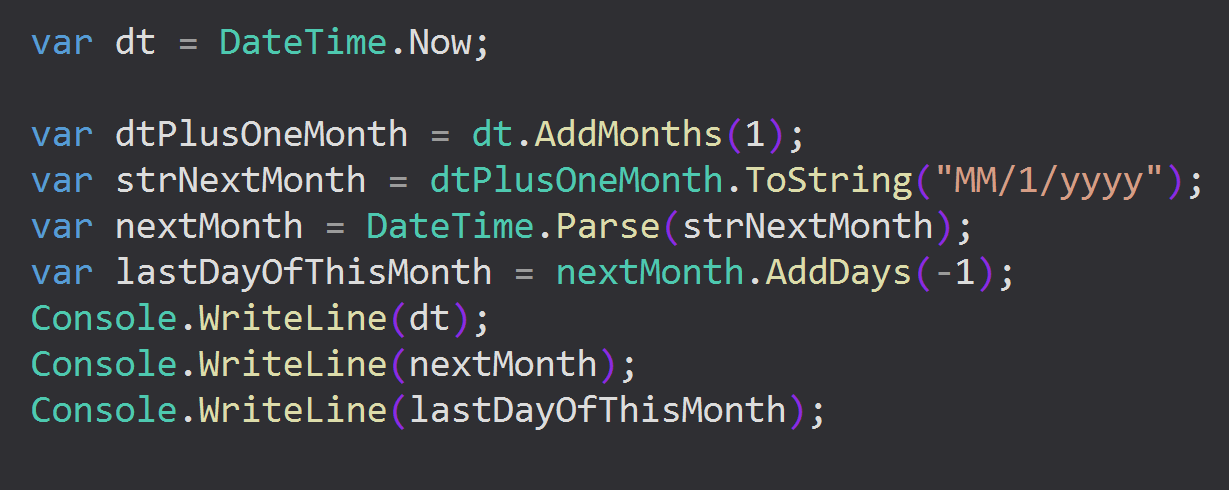 var dt = DateTime.Now;
var dtPlusOneMonth = dt.AddMonths(1);
var strNextMonth = dtPlusOneMonth.ToString("MM/1/yyyy");
var nextMonth = DateTime.Parse(strNextMonth);
var lastDayOfThisMonth = nextMonth.AddDays(-1);
Console.WriteLine(dt);
Console.WriteLine(nextMonth);
Console.WriteLine(lastDayOfThisMonth);